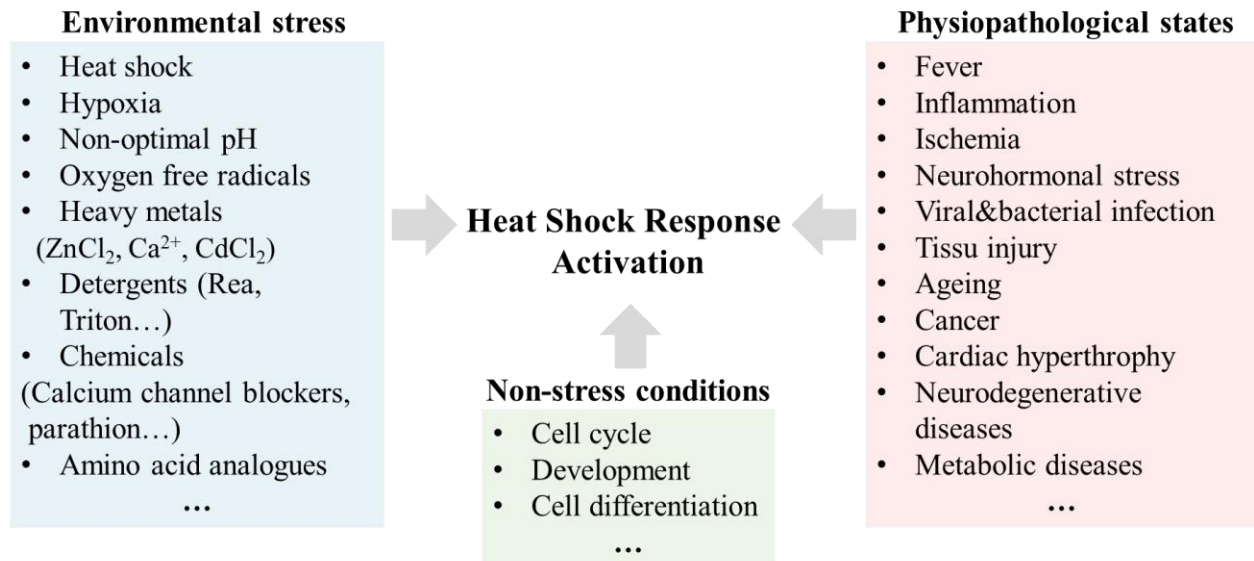 Environmental stress
• Heat shock
• Hypoxia
• Non-optimal pH
• Oxygen free radicals
• Heavy metals
(ZnCl₂, Ca²⁺, CdCl₂)
• Detergents (Rea,
Triton…)
• Chemicals
(Calcium channel blockers,
parathion…)
• Amino acid analogues
…
Heat Shock Response
Activation
Non-stress conditions
• Cell cycle
• Development
• Cell differentiation
…
Physiopathological states
• Fever
• Inflammation
• Ischemia
• Neurohormonal stress
• Viral&bacterial infection
• Tissu injury
• Ageing
• Cancer
• Cardiac hyperthrophy
• Neurodegenerative
diseases
• Metabolic diseases
…